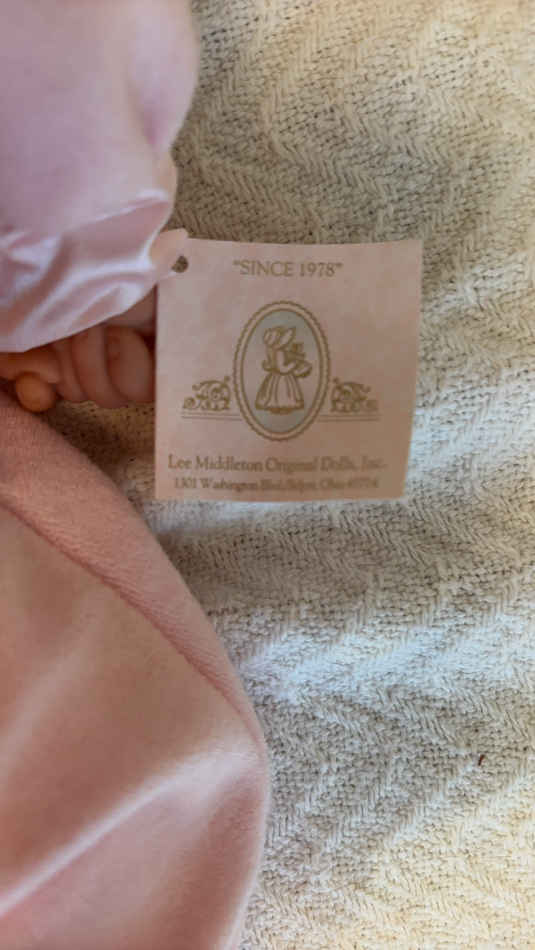 "SINCE 1978"
Lee Middleton Original Dolls, Inc.
1301 Washington Blvd./Belpre, Ohio 45714